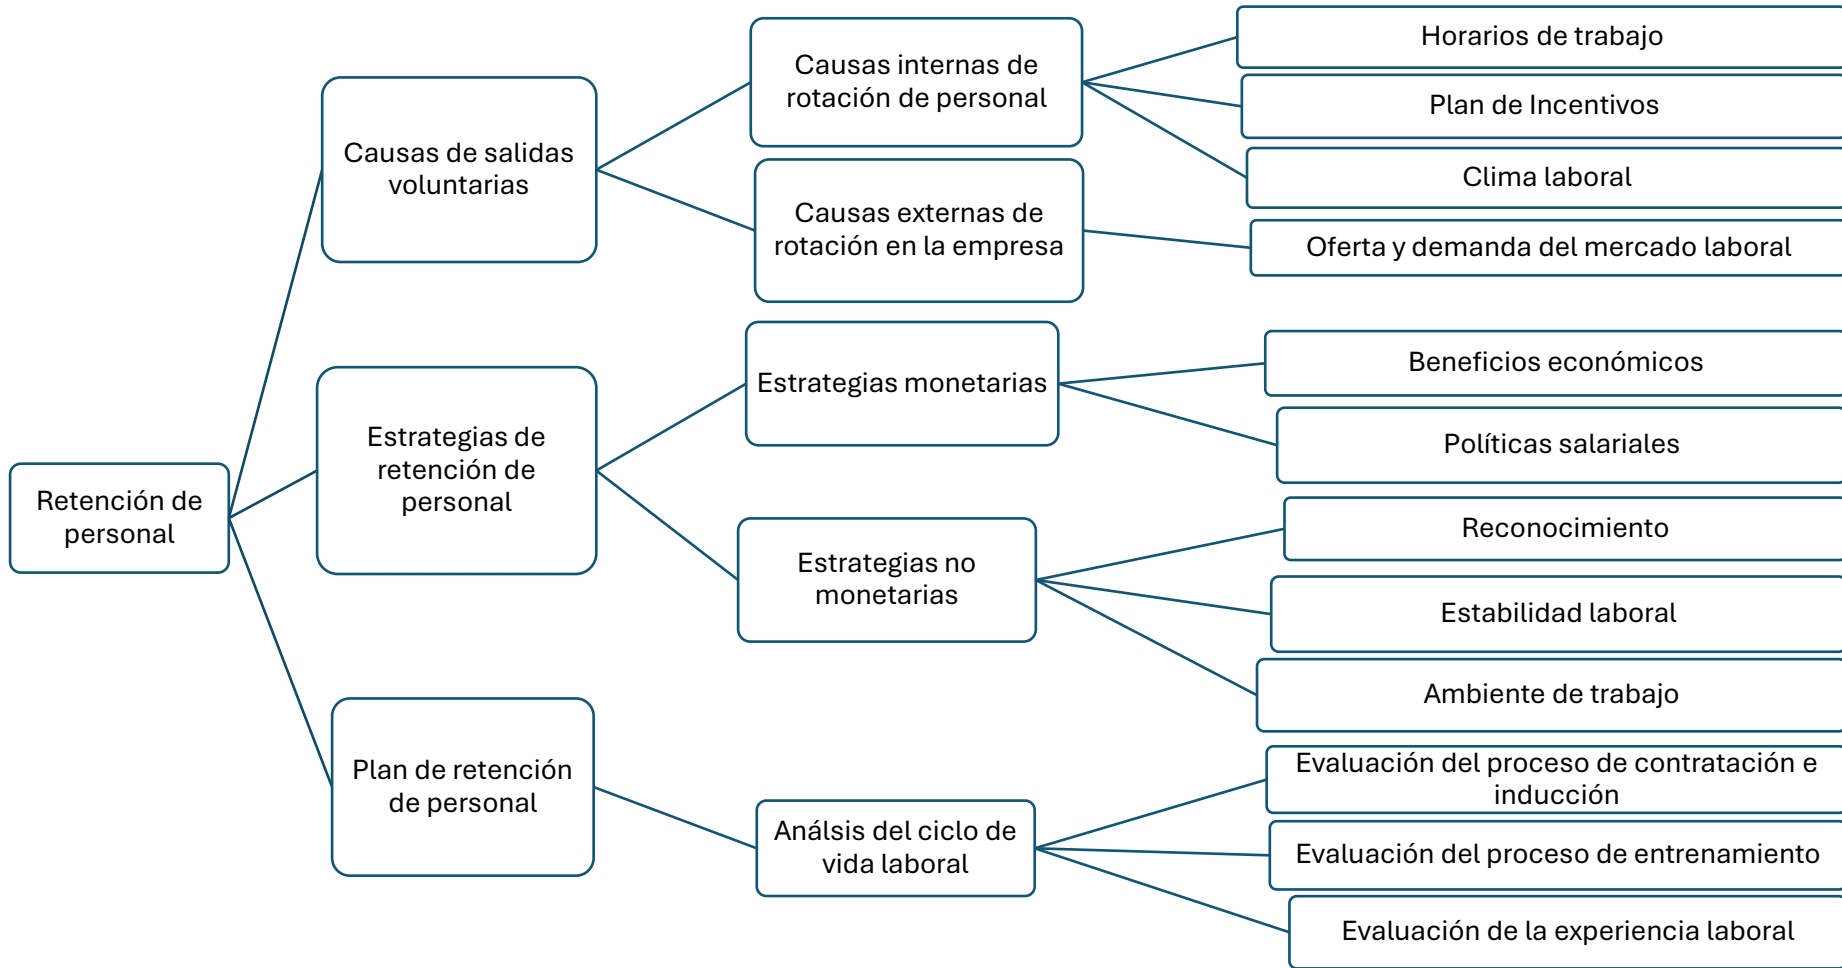 Retención de
personal
Causas de salidas
voluntarias
Causas internas de
rotación de personal
Horarios de trabajo
Plan de Incentivos
Clima laboral
Causas externas de
rotación en la empresa
Oferta y demanda del mercado laboral
Estrategias de
retención de
personal
Estrategias monetarias
Beneficios económicos
Políticas salariales
Estrategias no
monetarias
Reconocimiento
Estabilidad laboral
Ambiente de trabajo
Plan de retención
de personal
Análsis del ciclo de
vida laboral
Evaluación del proceso de contratación e
inducción
Evaluación del proceso de entrenamiento
Evaluación de la experiencia laboral